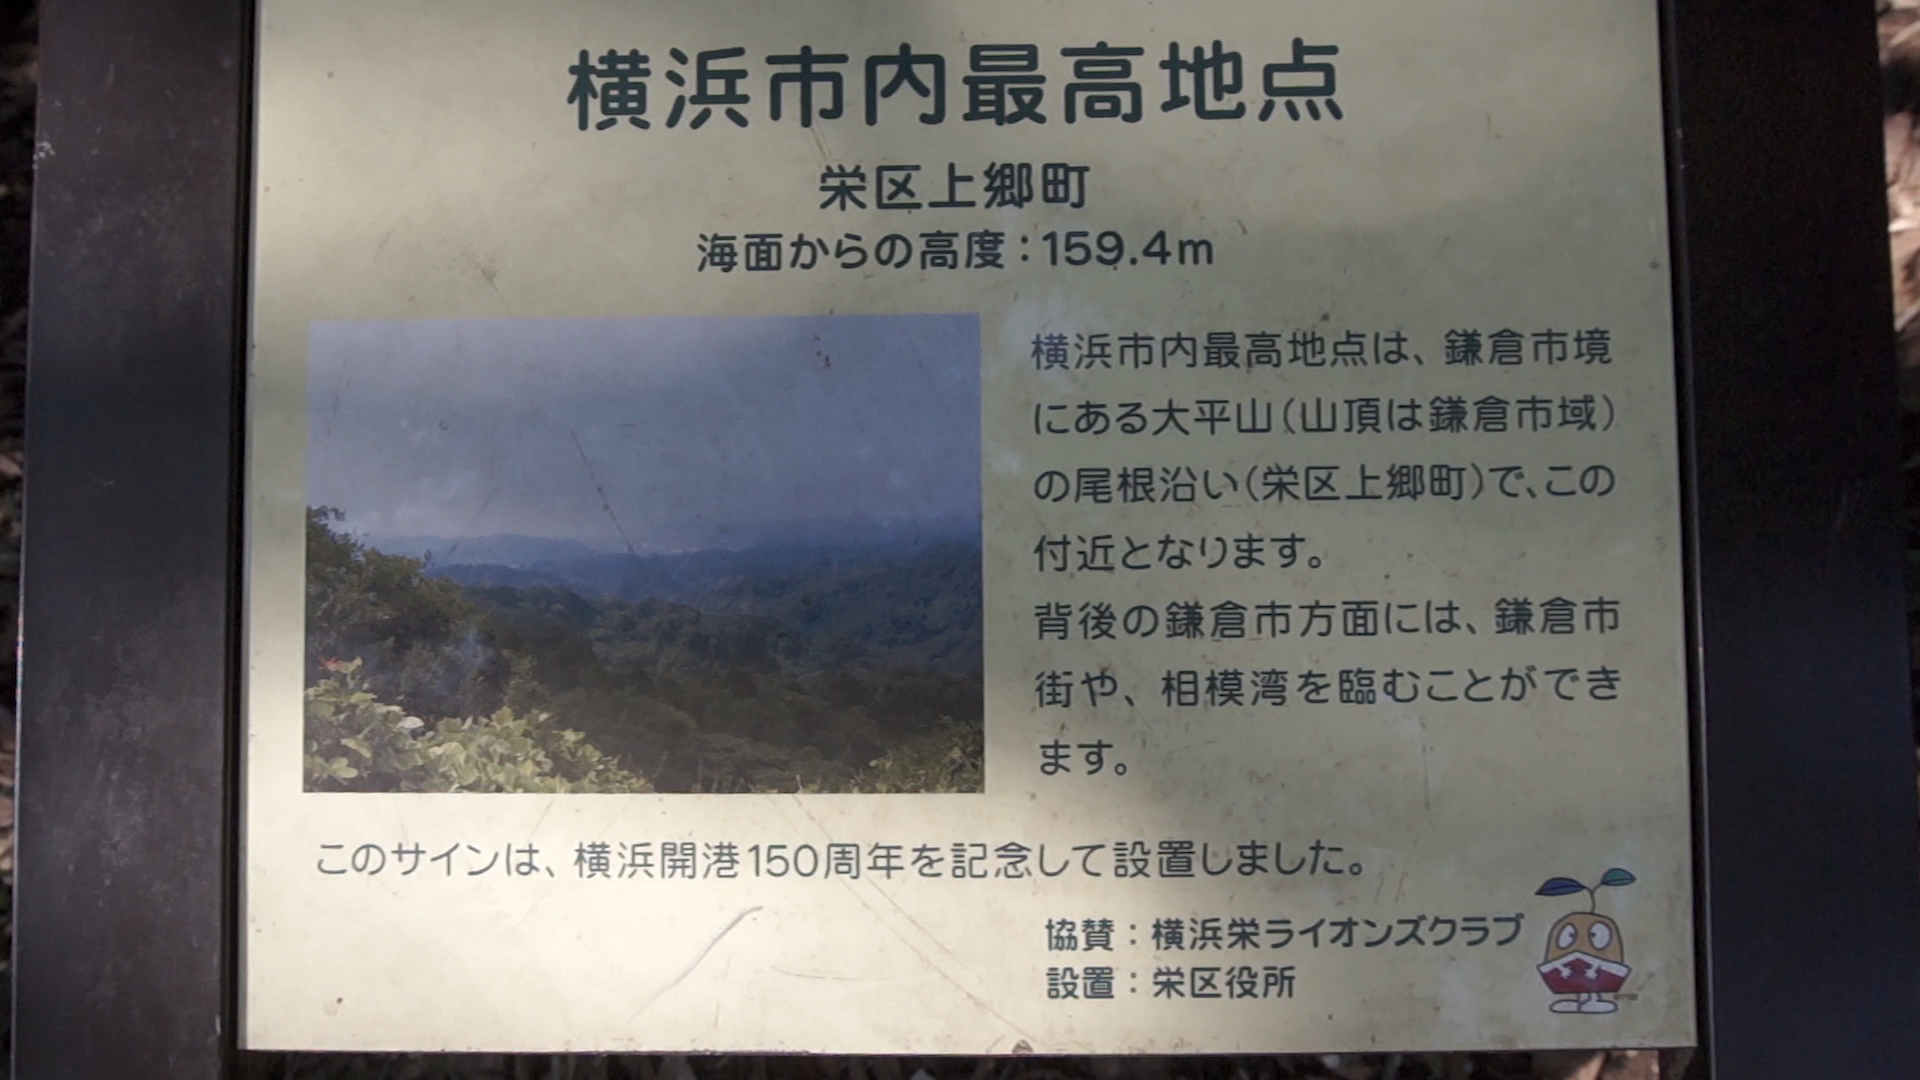 横浜市内最高地点
栄区上郷町
海面からの高度：159.4m
横浜市内最高地点は、鎌倉市境
にある大平山（山頂は鎌倉市域）
の尾根沿い（栄区上郷町）で、この
付近となります。
背後の鎌倉市方面には、鎌倉市
街や、相模湾を臨むことができ
ます。
このサインは、横浜開港150周年を記念して設置しました。
協賛：横浜栄ライオンズクラブ
設置：栄区役所